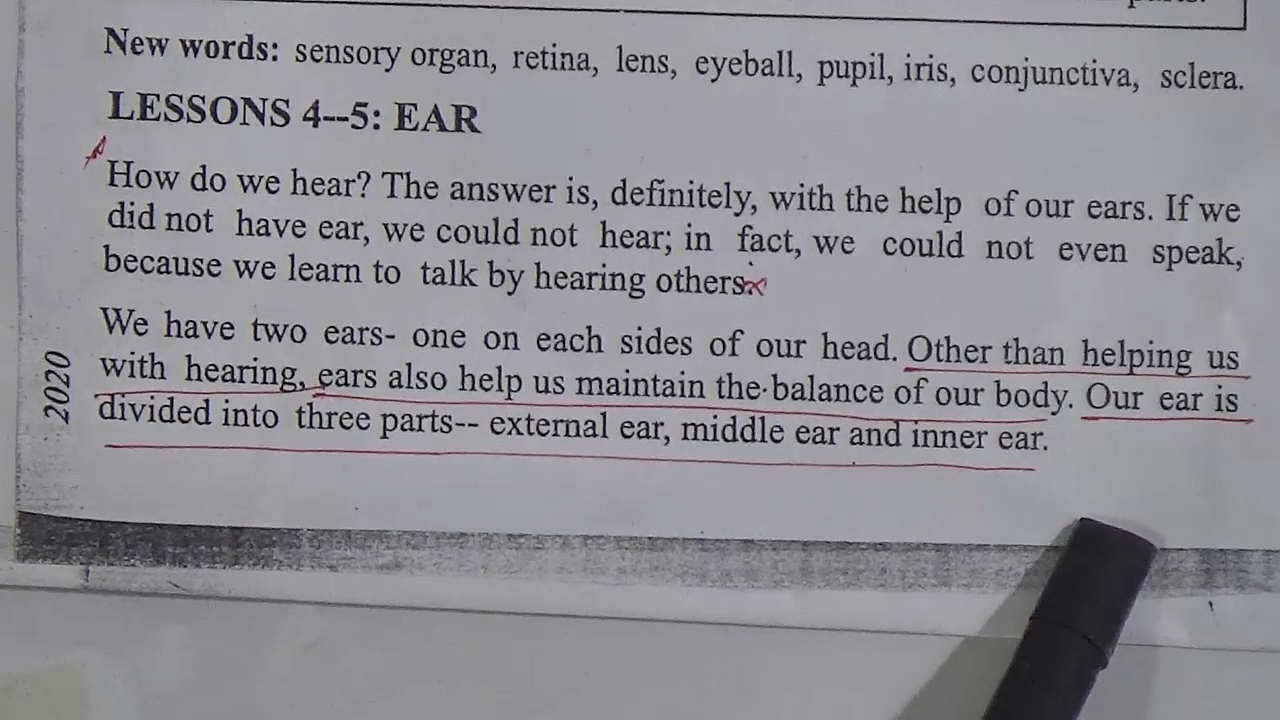 New words: sensory organ, retina, lens, eyeball, pupil, iris, conjunctiva, sclera.
LESSONS 4--5: EAR
How do we hear? The answer is, definitely, with the help of our ears. If we
did not have ear, we could not hear; in fact, we could not even speak,
because we learn to talk by hearing others
We have two ears- one on each sides of our head. Other than helping us
with hearing, ears also help us maintain the balance of our body. Our ear is
divided into three parts-- external ear, middle ear and inner ear.
2020